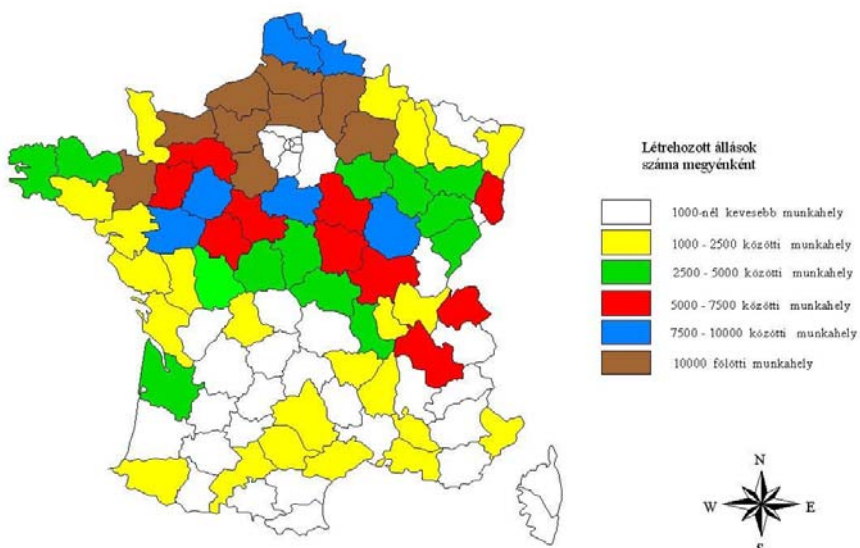 Létrehozott állások
száma megyénként
1000-nél kevesebb munkahely
1000 - 2500 közötti munkahely
2500 - 5000 közötti munkahely
5000 - 7500 közötti munkahely
7500 - 10000 közötti munkahely
10000 fölötti munkahely
N
W E
S